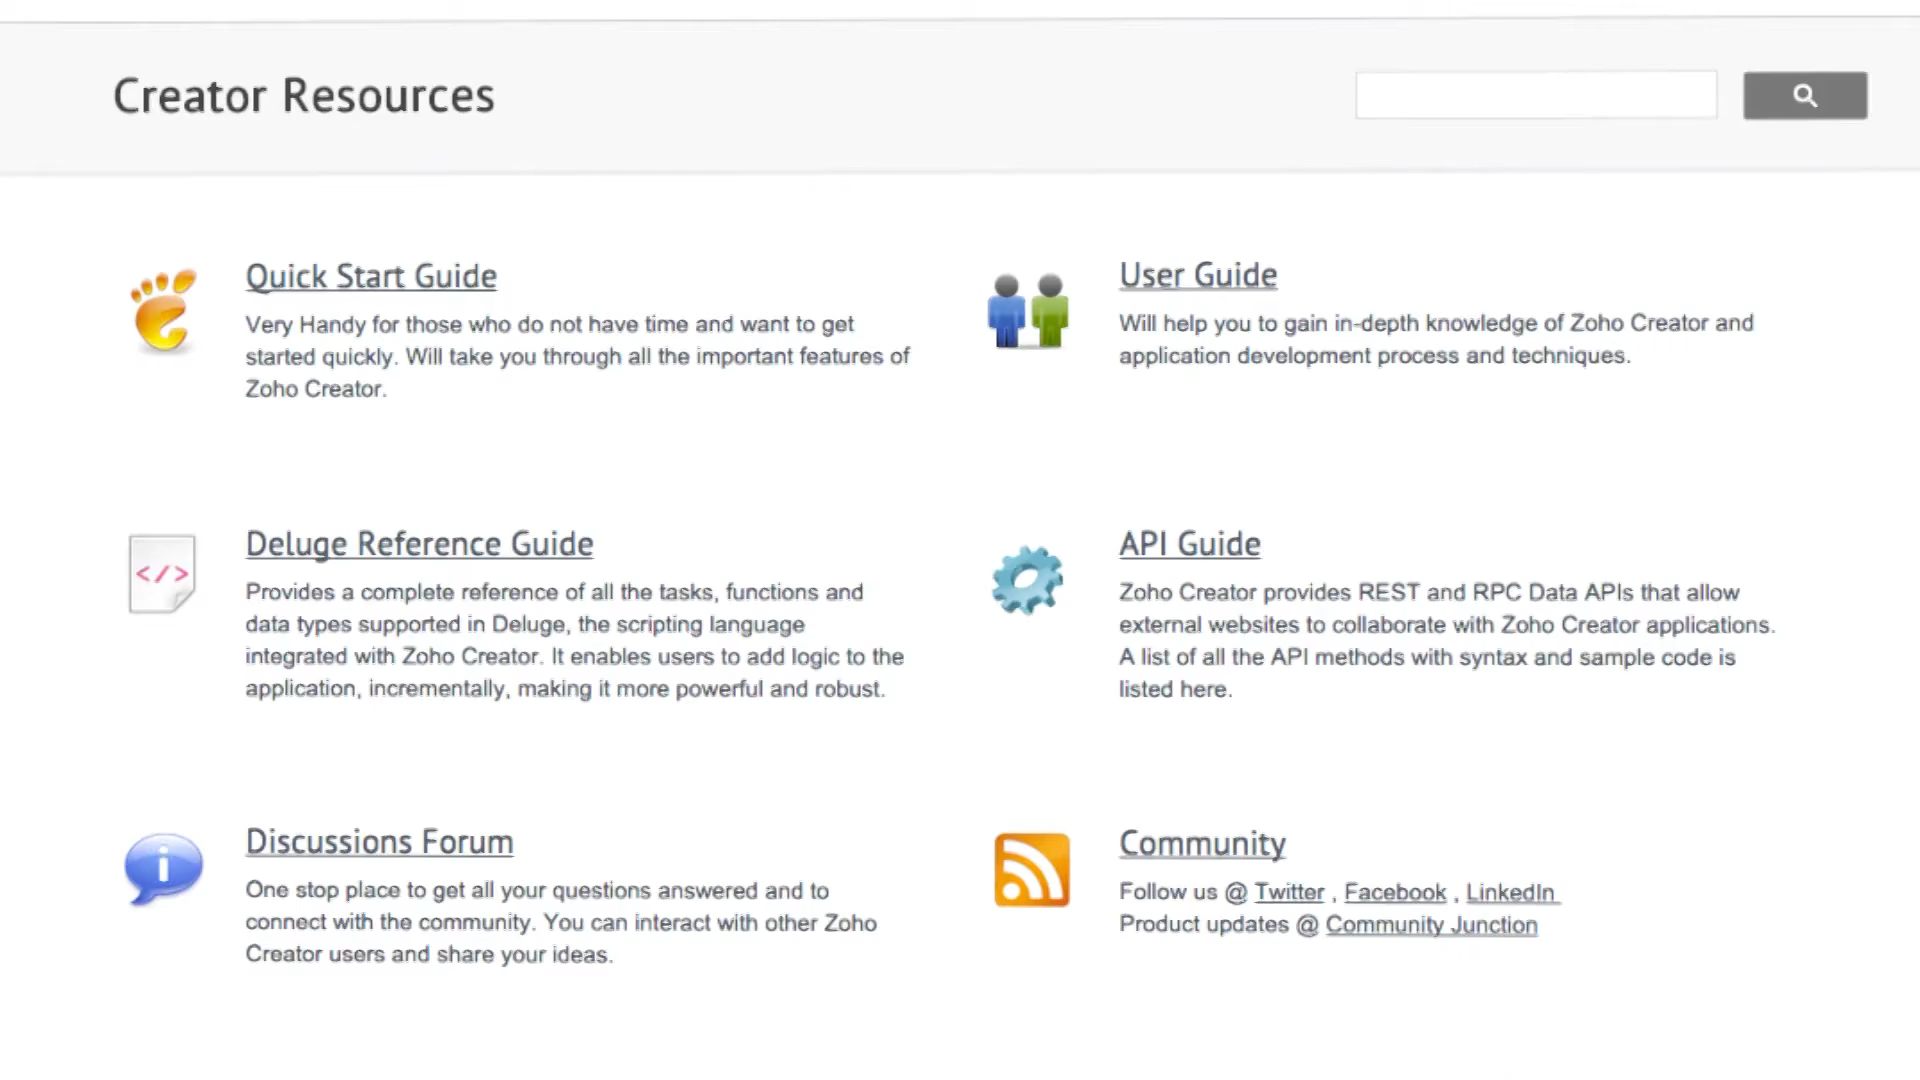 Creator Resources
Quick Start Guide
Very Handy for those who do not have time and want to get
started quickly. Will take you through all the important features of
Zoho Creator.
User Guide
Will help you to gain in-depth knowledge of Zoho Creator and
application development process and techniques.
Deluge Reference Guide
Provides a complete reference of all the tasks, functions and
data types supported in Deluge, the scripting language
integrated with Zoho Creator. It enables users to add logic to the
application, incrementally, making it more powerful and robust.
API Guide
Zoho Creator provides REST and RPC Data APIs that allow
external websites to collaborate with Zoho Creator applications.
A list of all the API methods with syntax and sample code is
listed here.
Discussions Forum
One stop place to get all your questions answered and to
connect with the community. You can interact with other Zoho
Creator users and share your ideas.
Community
Follow us @ Twitter , Facebook , LinkedIn
Product updates @ Community Junction